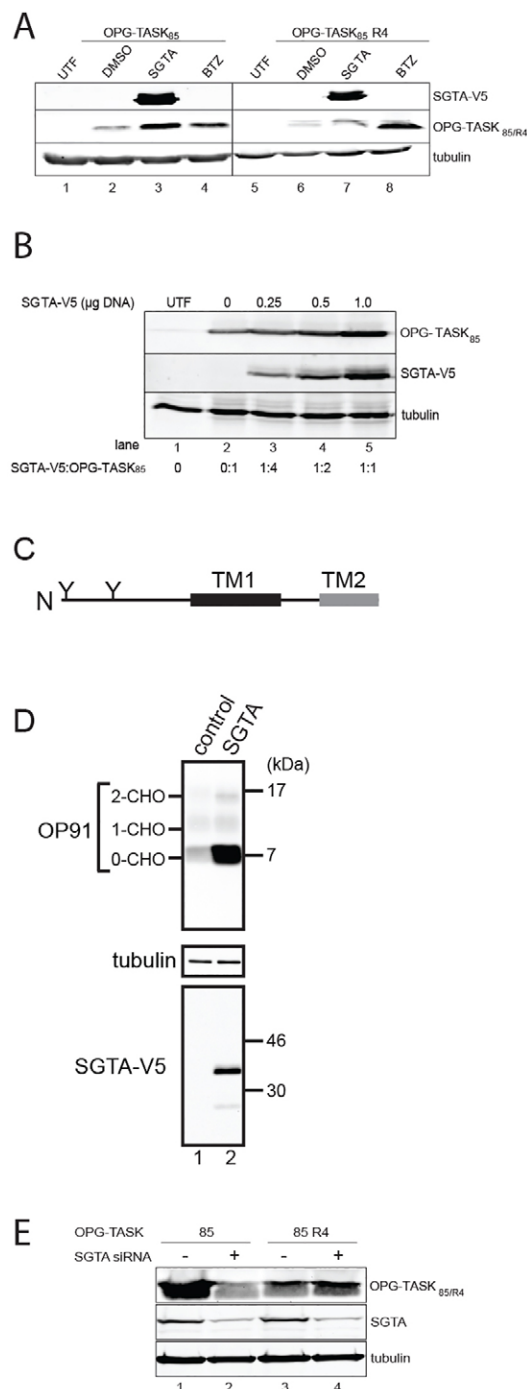 A
OPG-TASK85 OPG-TASK85 R4
UTF DMSO SGTA BTZ UTF DMSO SGTA BTZ
SGTA-V5
OPG-TASK 85/R4
tubulin
1 2 3 4 5 6 7 8
B
SGTA-V5 (µg DNA) UTF 0 0.25 0.5 1.0
OPG-TASK85
SGTA-V5
tubulin
lane 1 2 3 4 5
SGTA-V5:OPG-TASK85 0 0:1 1:4 1:2 1:1
C
TM1 TM2
N Y Y
D
control SGTA
(kDa)
2-CHO 17
OP91 1-CHO
0-CHO 7
tubulin
46
SGTA-V5
30
1 2
E
OPG-TASK 85 85 R4
SGTA siRNA - + - +
OPG-TASK 85/R4
SGTA
tubulin
1 2 3 4